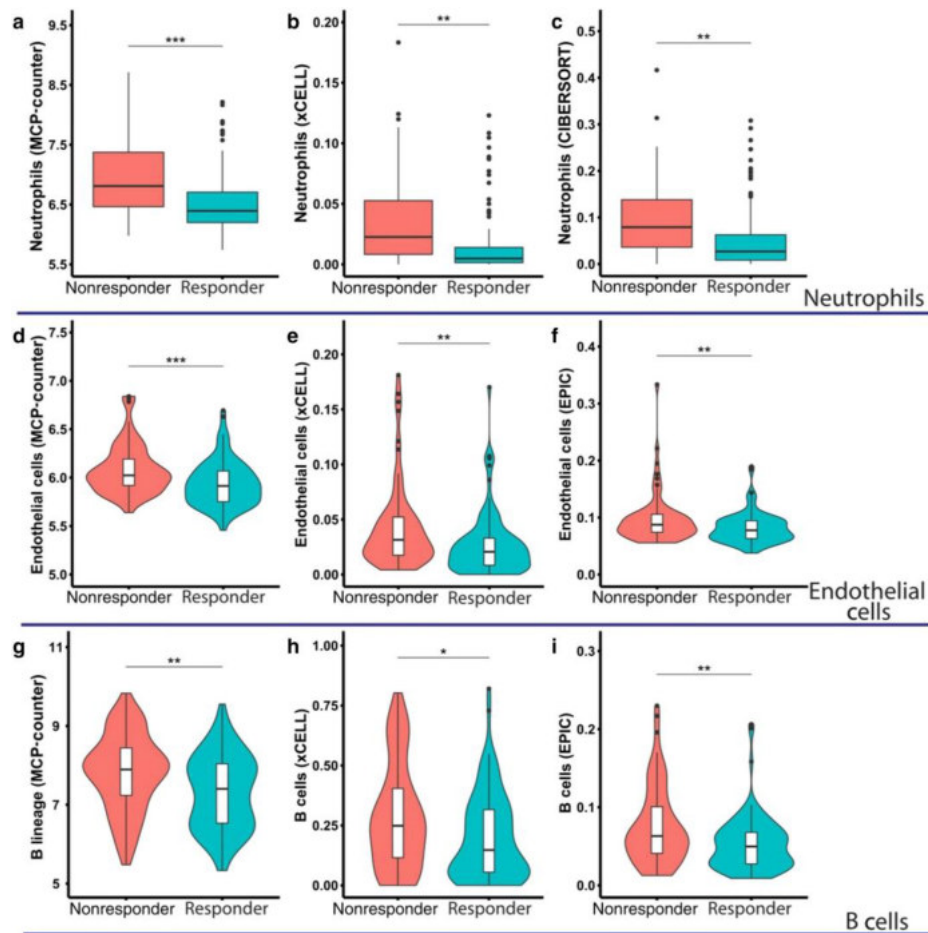 a
Neutrophils (MCP-counter)
9.5
8.5
7.5
6.5
5.5
***
Nonresponder Responder
b
Neutrophils (xCELL)
0.20
0.15
0.10
0.05
0.00
**
Nonresponder Responder
c
Neutrophils (CIBERSORT)
0.5
0.4
0.3
0.2
0.1
0.0
**
Nonresponder Responder
Neutrophils
d
Endothelial cells (MCP-counter)
7.5
7.0
6.5
6.0
5.5
5.0
***
Nonresponder Responder
e
Endothelial cells (xCELL)
0.20
0.15
0.10
0.05
0.00
**
Nonresponder Responder
f
Endothelial cells (EPIC)
0.4
0.3
0.2
0.1
0.0
**
Nonresponder Responder
Endothelial
cells
g
B lineage (MCP-counter)
11
9
7
5
**
Nonresponder Responder
h
B cells (xCELL)
1.00
0.75
0.50
0.25
0.00
*
Nonresponder Responder
i
B cells (EPIC)
0.3
0.2
0.1
0.0
**
Nonresponder Responder
B cells